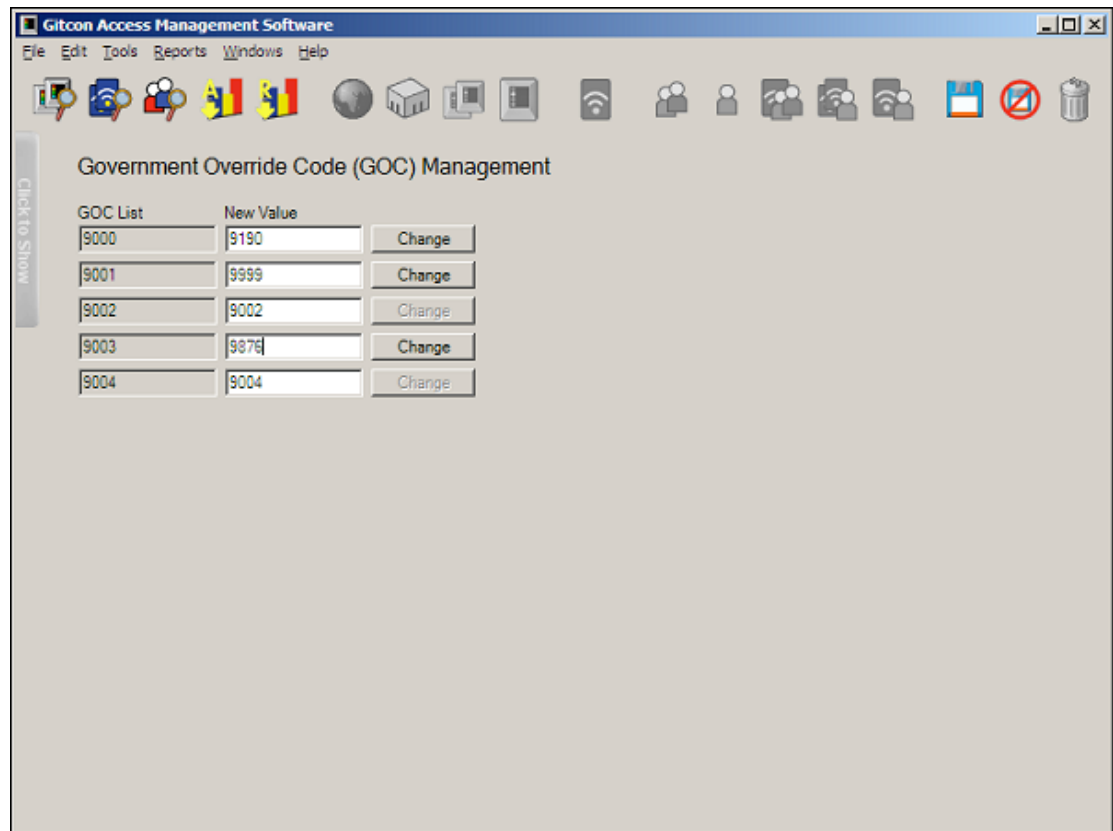 Gitcon Access Management Software
File Edit Tools Reports Windows Help
Click to Show
Government Override Code (GOC) Management
GOC List New Value
9000 9190 Change
9001 9999 Change
9002 9002 Change
9003 9876 Change
9004 9004 Change